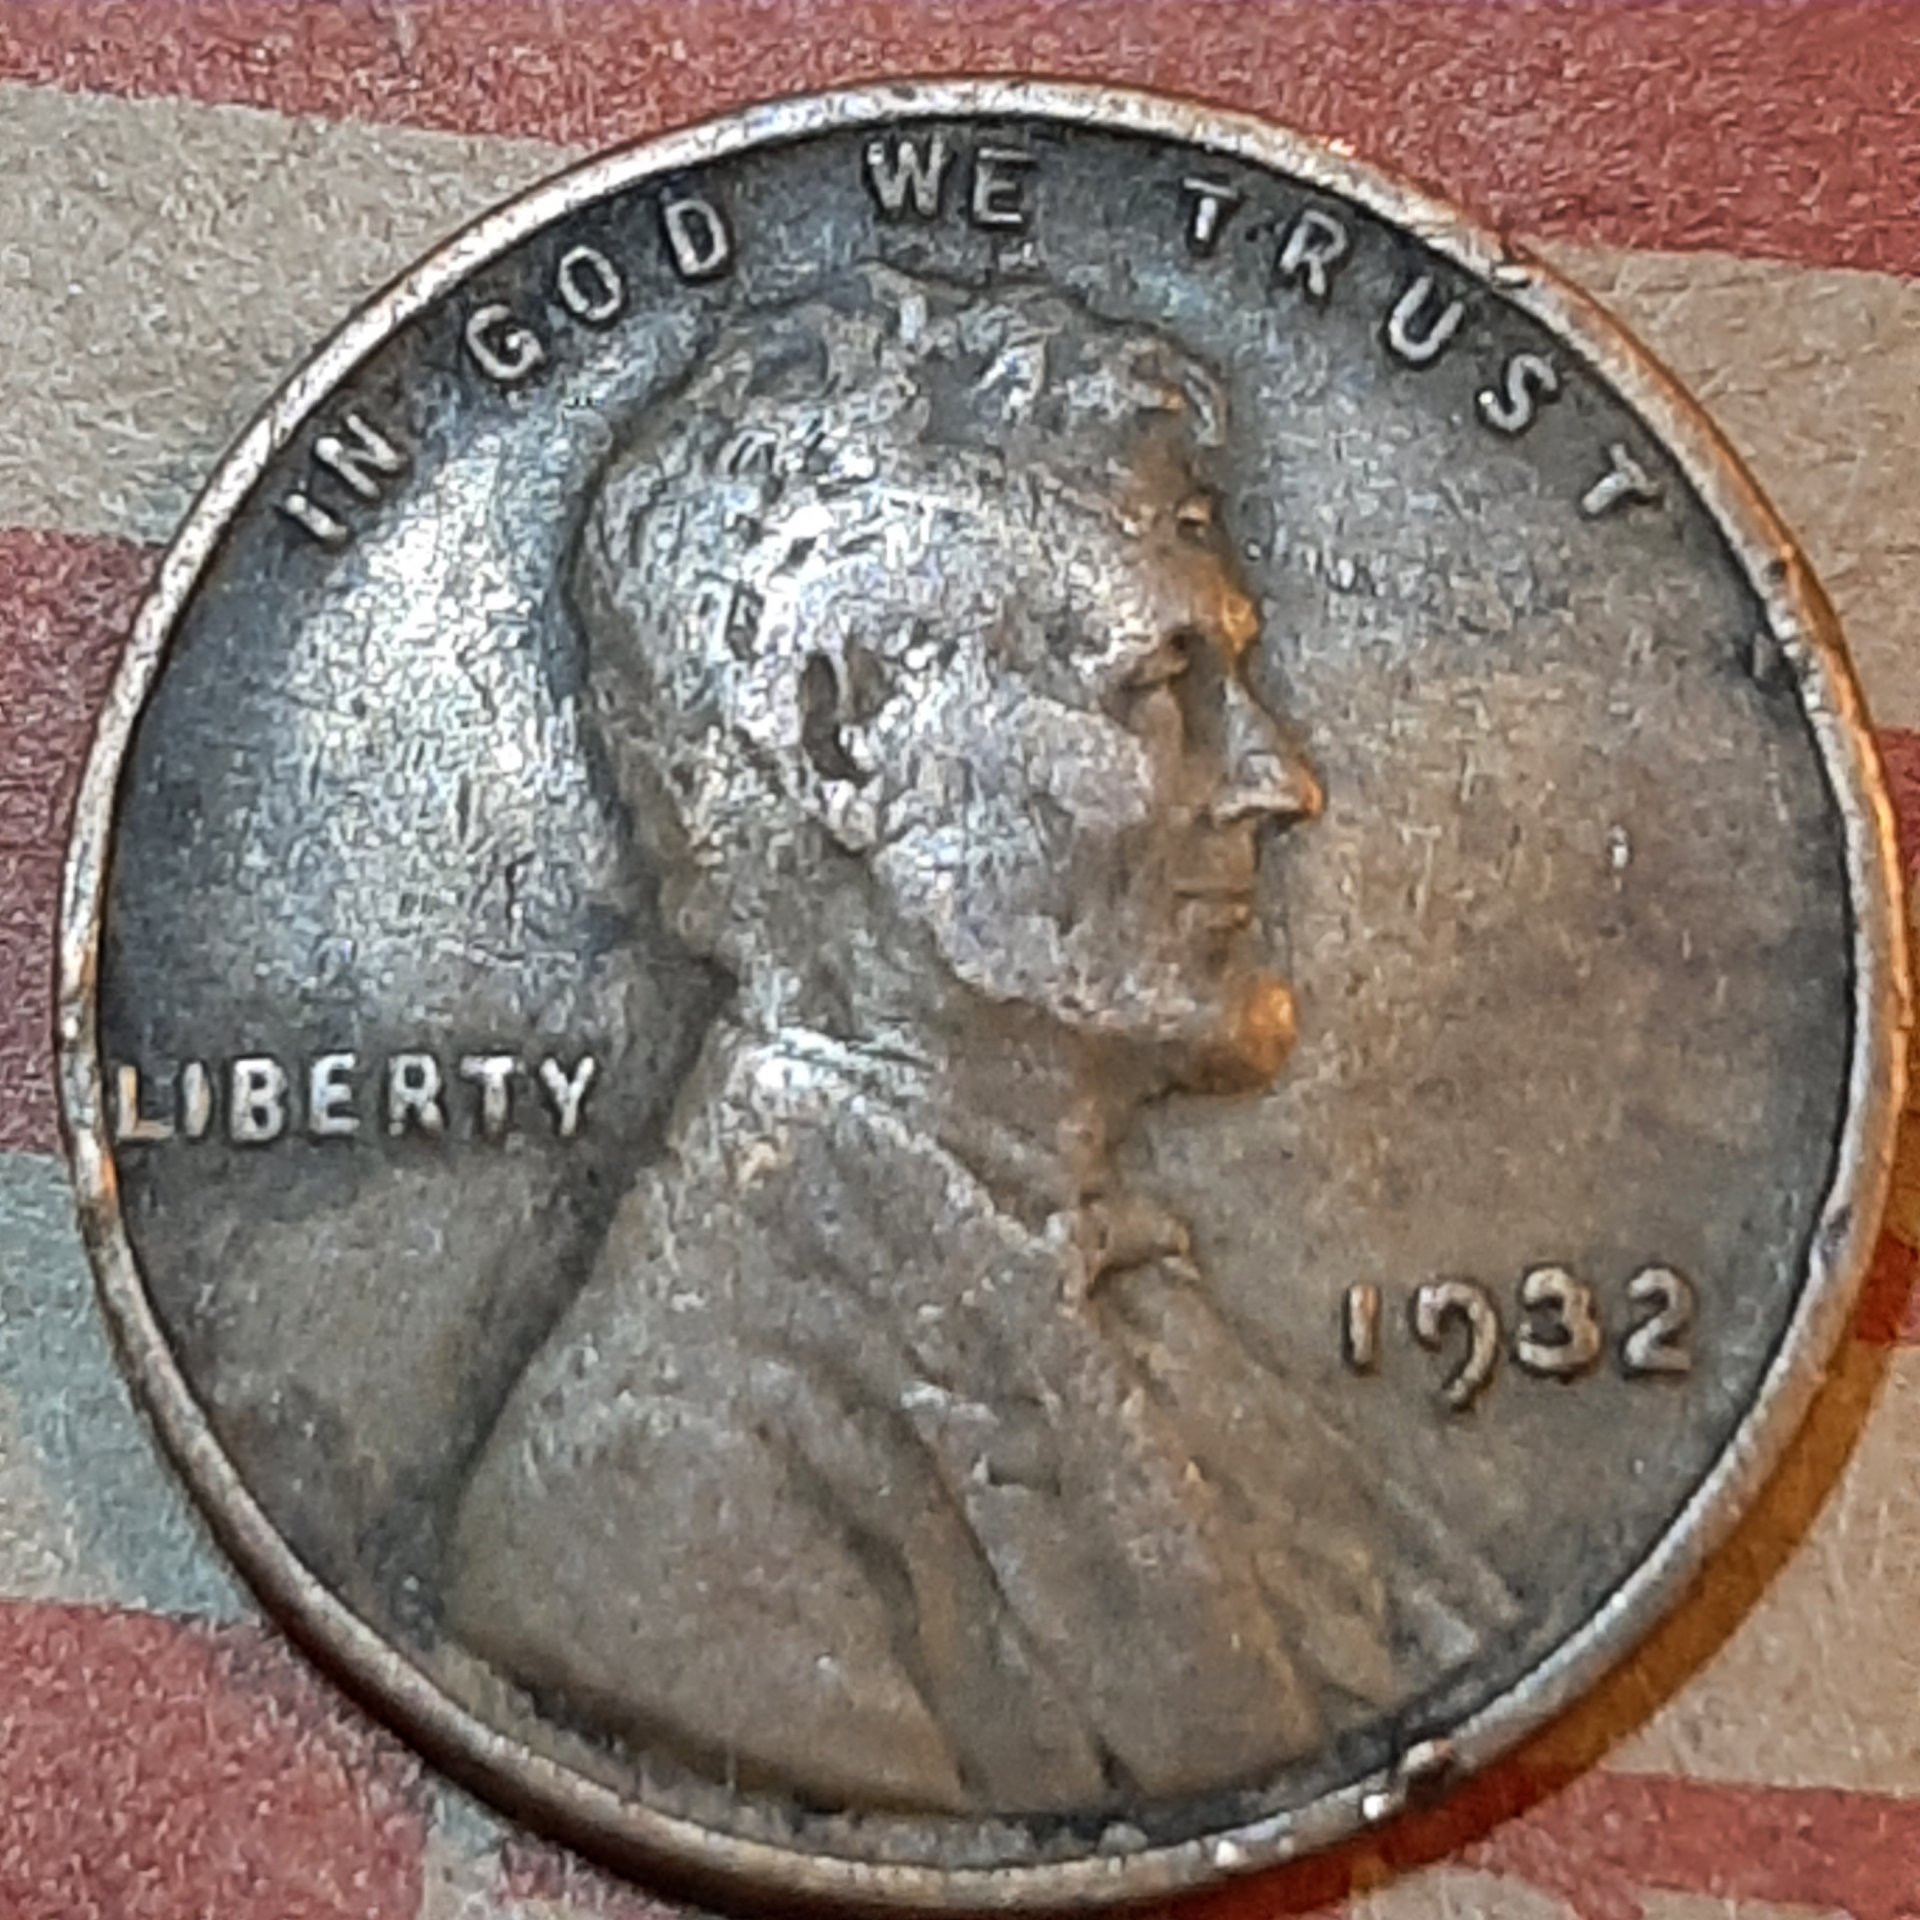 IN GOD WE TRUST
LIBERTY
1932